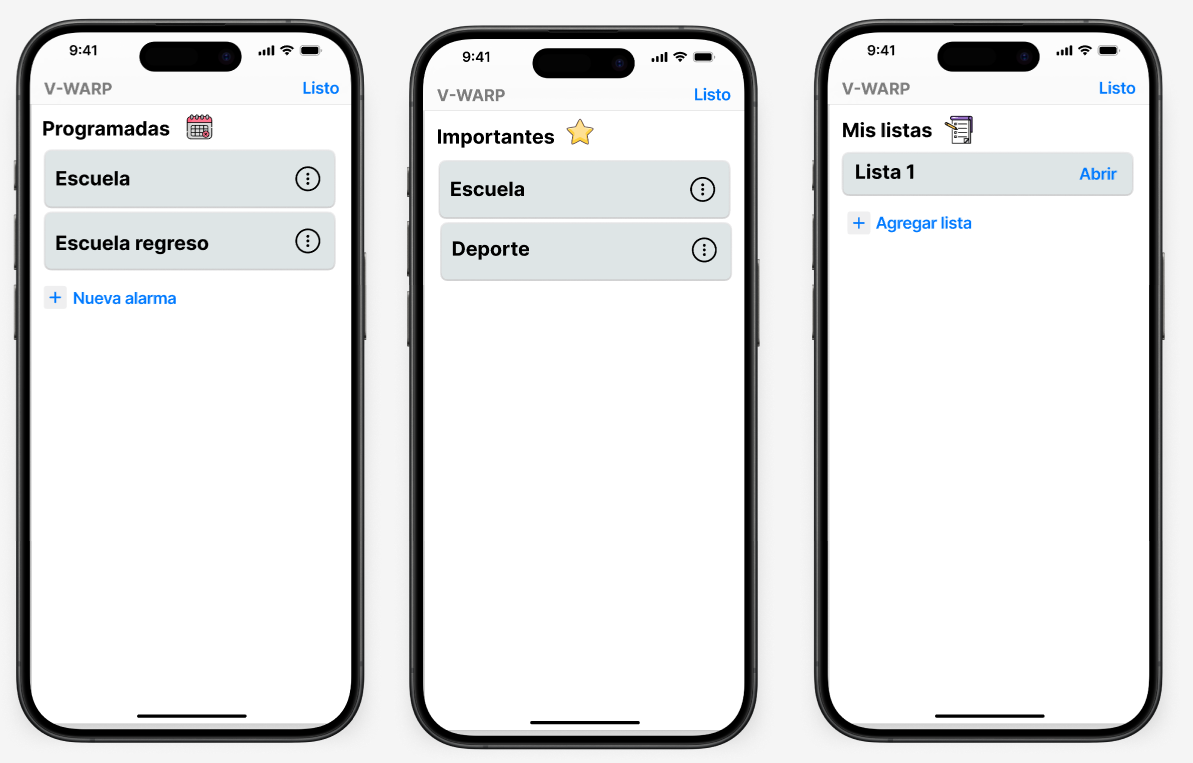 9:41
V-WARP
Listo
Programadas
Escuela
Escuela regreso
+ Nueva alarma
9:41
V-WARP
Listo
Importantes
Escuela
Deporte
9:41
V-WARP
Listo
Mis listas
Lista 1
Abrir
+ Agregar lista